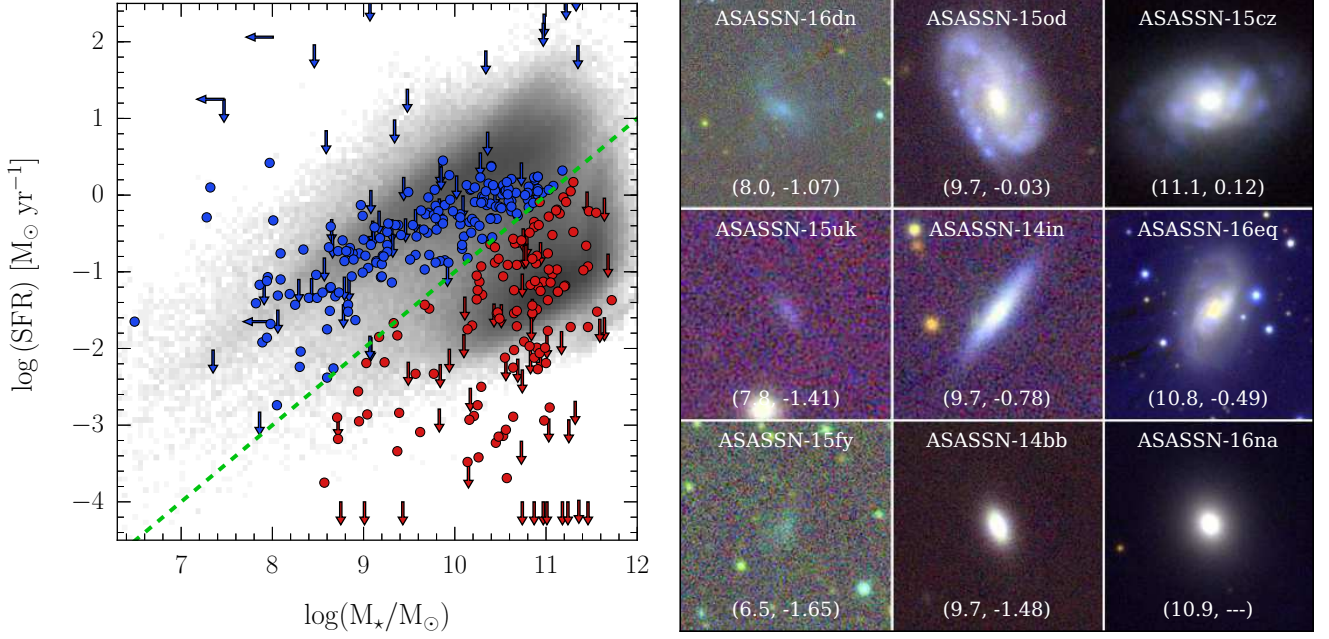 2
1
0
−1
−2
−3
−4
log(SFR) [M⊙ yr−1]
7
8
9
10
11
12
log(M⋆/M⊙)
ASASSN-16dn
(8.0, -1.07)
ASASSN-15od
(9.7, -0.03)
ASASSN-15cz
(11.1, 0.12)
ASASSN-15uk
(7.8, -1.41)
ASASSN-14in
(9.7, -0.78)
ASASSN-16eq
(10.8, -0.49)
ASASSN-15fy
(6.5, -1.65)
ASASSN-14bb
(9.7, -1.48)
ASASSN-16na
(10.9, ---)